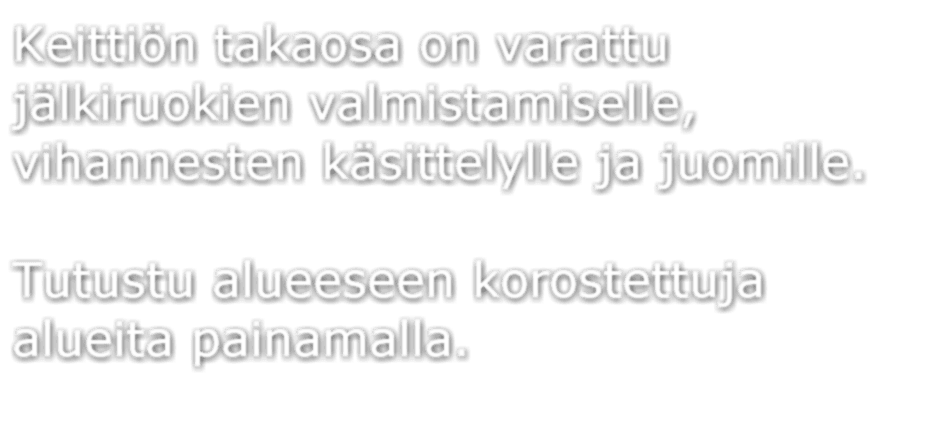 Keittiön takaosa on varattu
jälkiruokien valmistamiselle,
vihannesten käsittelylle ja juomille.
Tutustu alueeseen korostettuja
alueita painamalla.